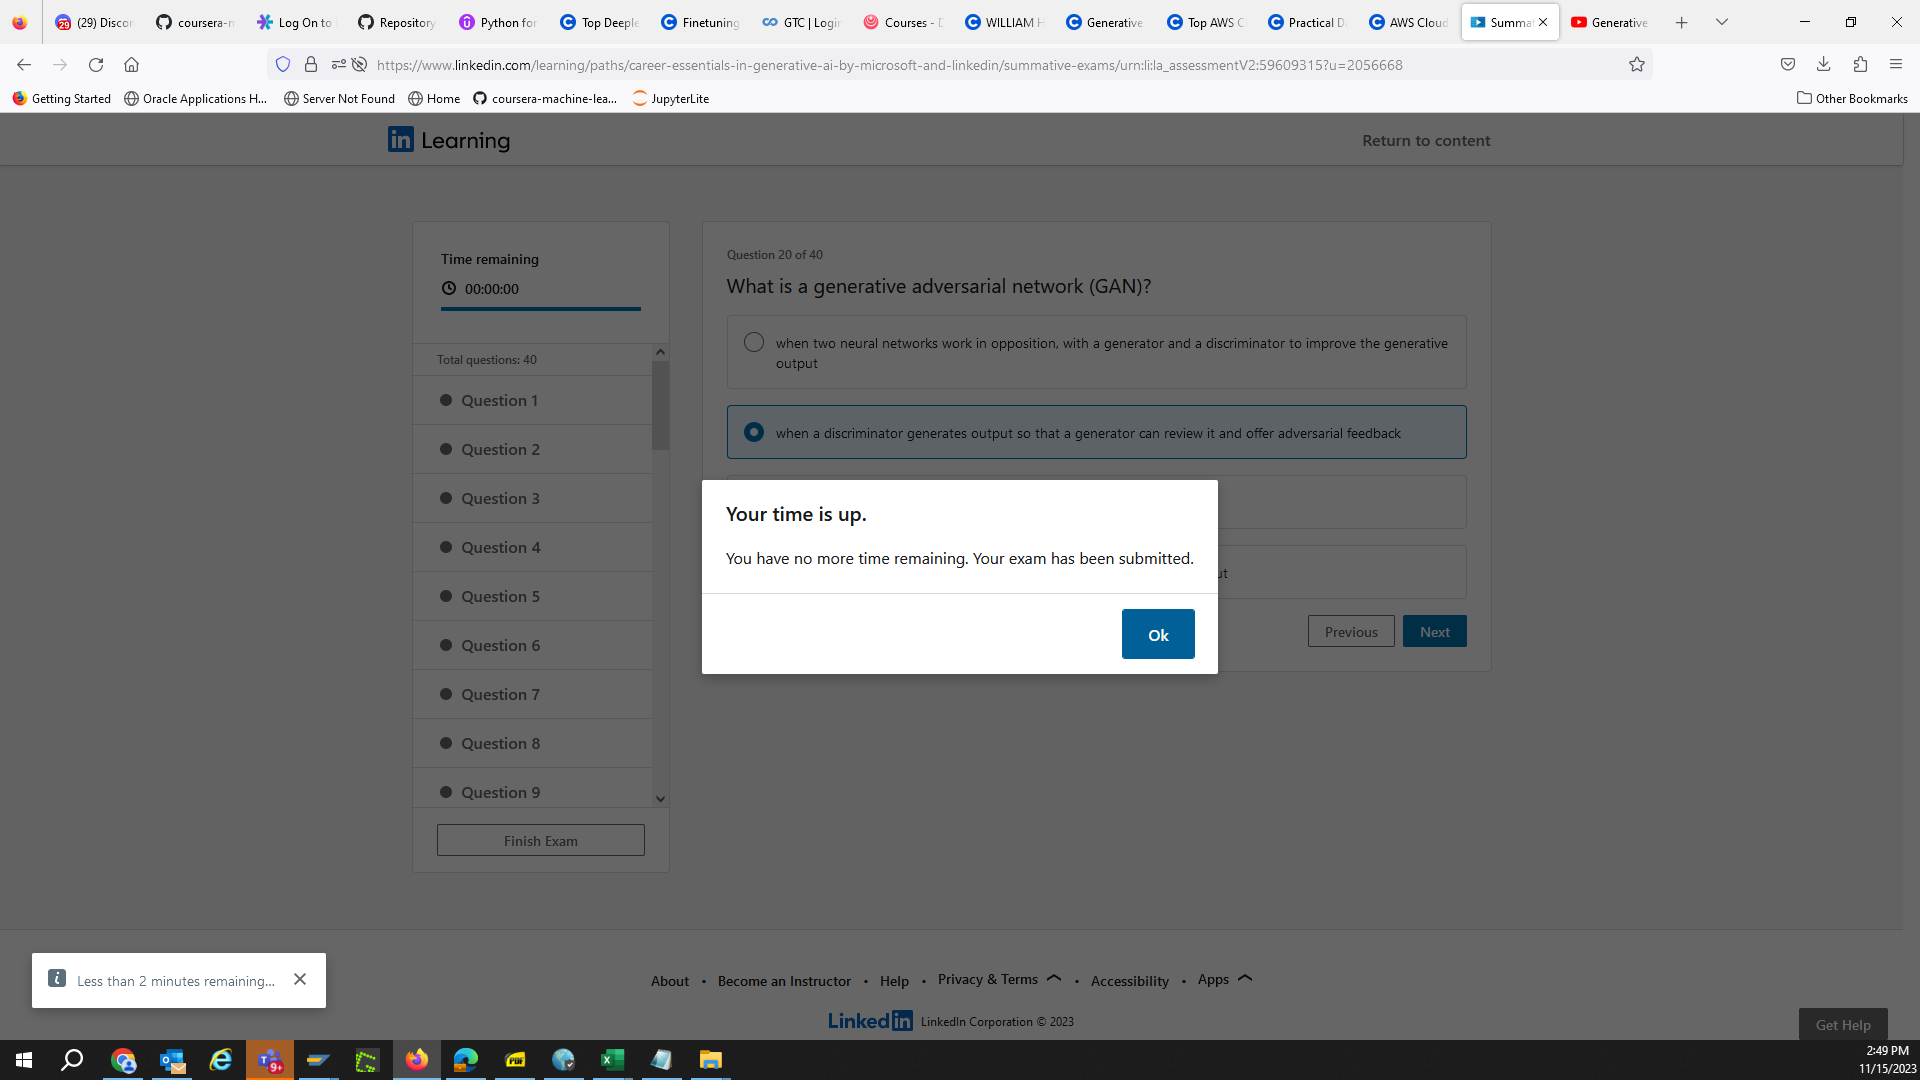 (29) Discor
coursera-m
Log On to
Repository
Python for
Top Deeple
Finetuning
GTC | Login
Courses - D
WILLIAM H
Generative
Top AWS C
Practical D
AWS Cloud
Summat
Generative
https://www.linkedin.com/learning/paths/career-essentials-in-generative-ai-by-microsoft-and-linkedin/summative-exams/urn:li:la_assessmentV2:59609315?u=2056668
Getting Started
Oracle Applications H...
Server Not Found
Home
coursera-machine-lea...
JupyterLite
Other Bookmarks
in Learning
Return to content
Time remaining
00:00:00
Total questions: 40
Question 1
Question 2
Question 3
Question 4
Question 5
Question 6
Question 7
Question 8
Question 9
Finish Exam
Question 20 of 40
What is a generative adversarial network (GAN)?
when two neural networks work in opposition, with a generator and a discriminator to improve the generative
output
when a discriminator generates output so that a generator can review it and offer adversarial feedback
Your time is up.
You have no more time remaining. Your exam has been submitted.
Ok
Previous
Next
Less than 2 minutes remaining...
About • Become an Instructor • Help • Privacy & Terms • Accessibility • Apps
LinkedIn LinkedIn Corporation © 2023
Get Help
9+
PDF
2:49 PM
11/15/2023